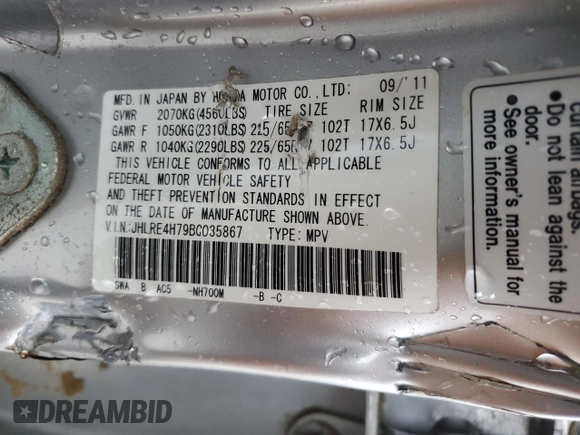 MFD. IN JAPAN BY HONDA MOTOR CO.,LTD: 09/'11
GVWR 2070KG(4560LBS) TIRE SIZE RIM SIZE
GAWR F 1050KG(2310LBS) 225/65 102T 17X6.5J
GAWR R 1040KG(2290LBS) 225/65 102T 17X6.5J
THIS VEHICLE CONFORMS TO ALL APPLICABLE
FEDERAL MOTOR VEHICLE SAFETY
AND THEFT PREVENTION STANDARDS IN EFFECT
ON THE DATE OF MANUFACTURE SHOWN ABOVE.
V.I.N.:JHLRE4H79BC035867 TYPE: MPV
SWA B AC5 -NH700M -B -C
curtain airbags.
• Do not lean against the
door.
• See owner's manual
for more
DREAMBID